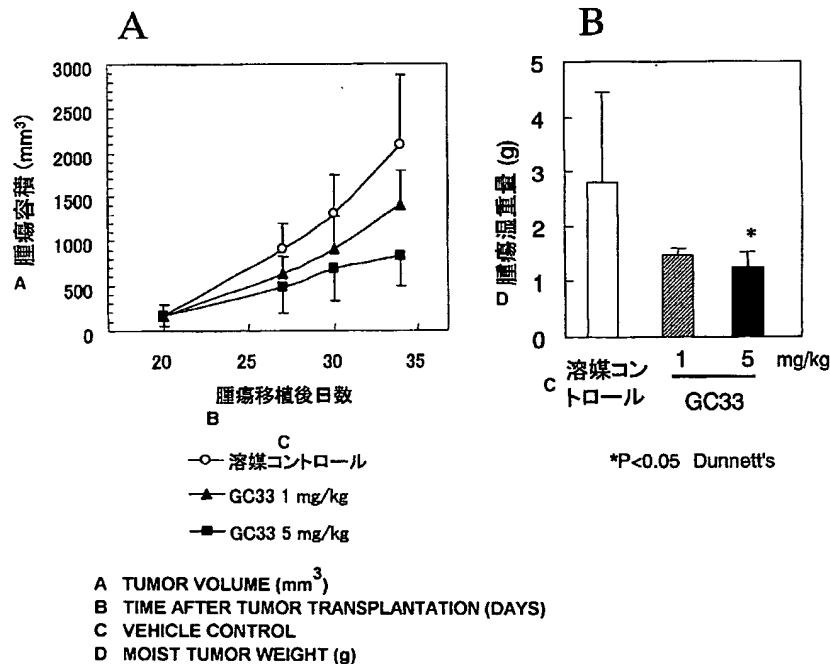 A
3000
2500
2000
1500
1000
500
0
A 腫瘍容積 (mm³)
20 25 30 35
腫瘍移植後日数
B
C
溶媒コントロール
GC33 1 mg/kg
GC33 5 mg/kg
B
5
4
3
2
1
0
D 腫瘍湿重量 (g)
*
C 溶媒コン
トロール
1 5 mg/kg
GC33
*P<0.05 Dunnett's
A TUMOR VOLUME (mm³)
B TIME AFTER TUMOR TRANSPLANTATION (DAYS)
C VEHICLE CONTROL
D MOIST TUMOR WEIGHT (g)